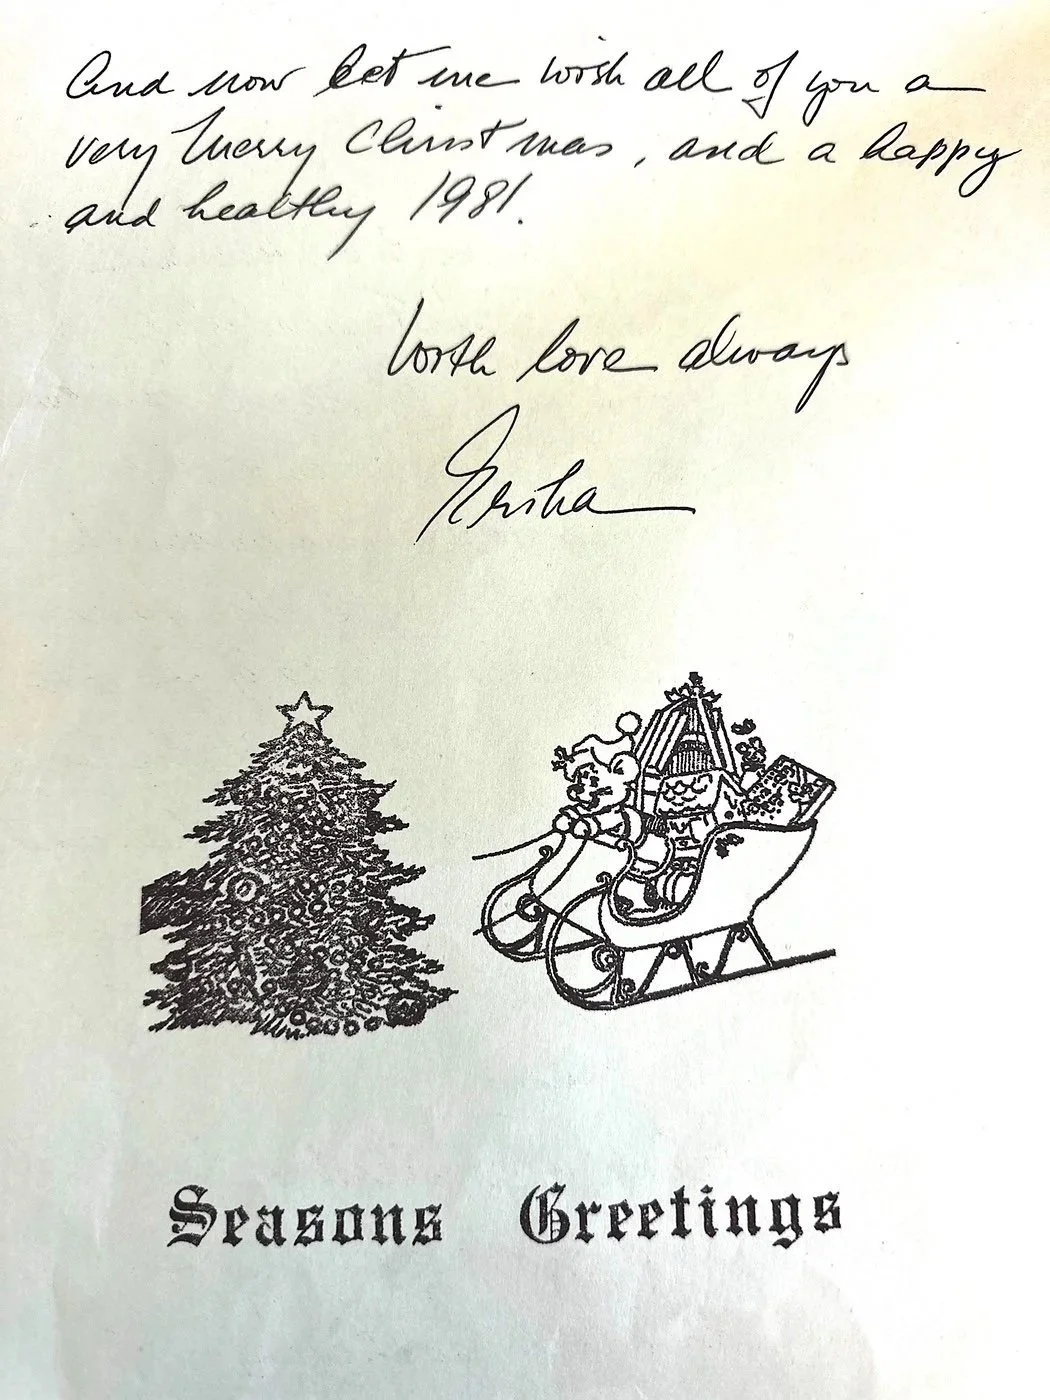 And now let me wish all of you a
very Merry Christmas, and a happy
and healthy 1981.
With love always
Seasons Greetings